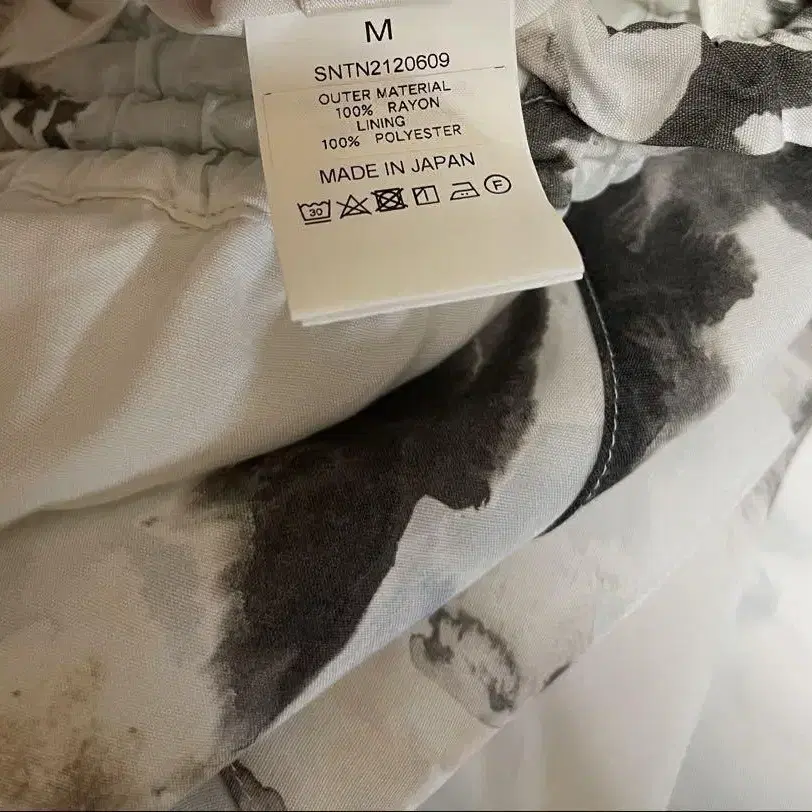 M
SNTN2120609
OUTER MATERIAL
100% RAYON
LINING
100% POLYESTER
MADE IN JAPAN
30 F